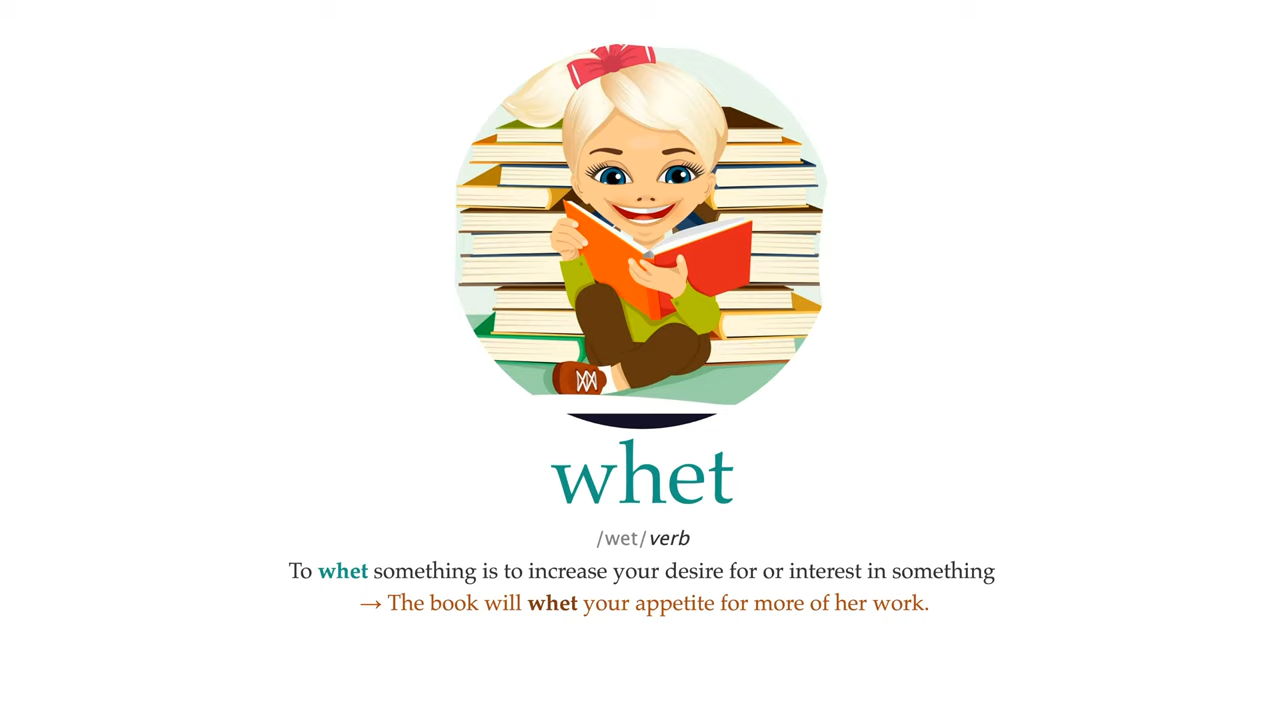 whet
/wet/ verb
To whet something is to increase your desire for or interest in something
→ The book will whet your appetite for more of her work.